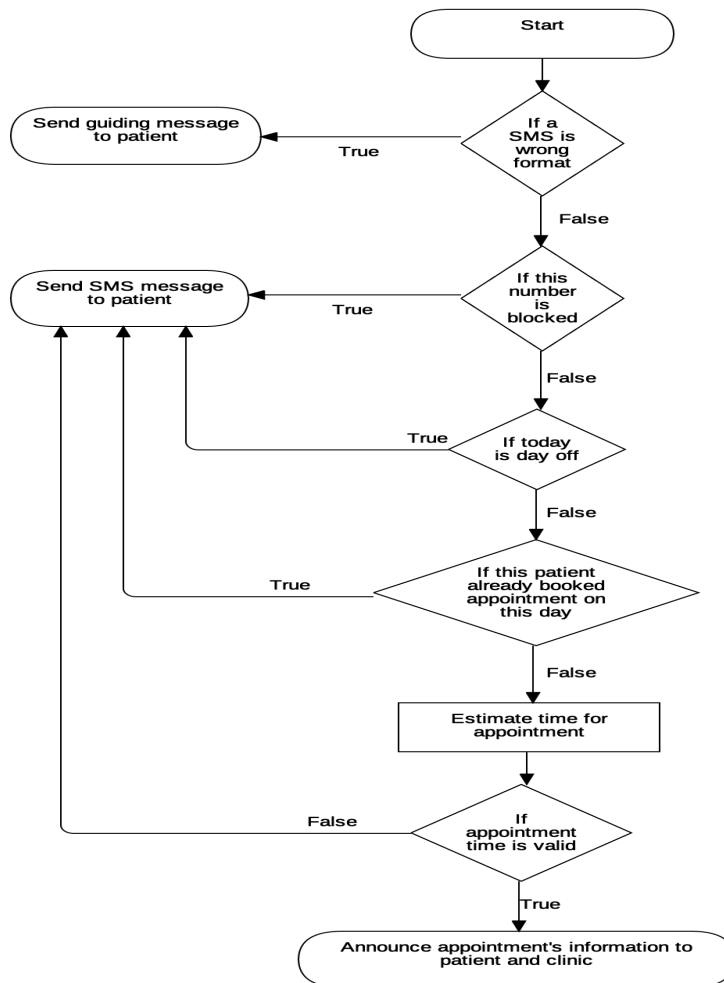 Start
If a
SMS is
wrong
format
Send guiding message
to patient
True
False
If this
number
is
blocked
Send SMS message
to patient
True
False
If today
is day off
True
False
If this patient
already booked
appointment on
this day
True
False
Estimate time for
appointment
If
appointment
time is valid
False
True
Announce appointment's information to
patient and clinic